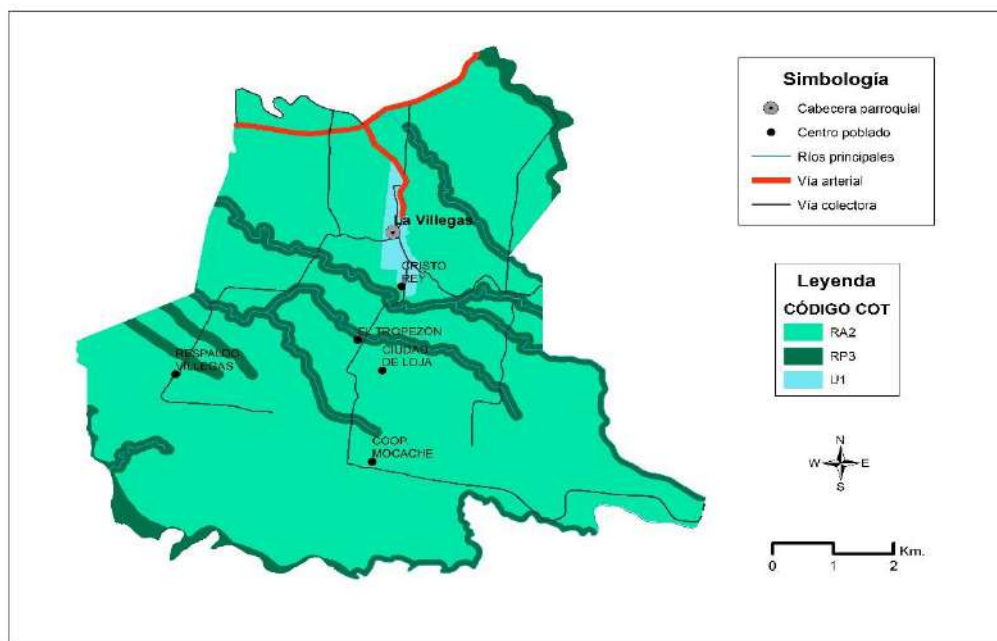 La Villegas
CRISTO
REY
EL TROPEZON
CIUDAD
DE LOJA
RESPALDO
VILLEGAS
COOP.
MOCACHE
Simbología
Cabecera parroquial
Centro poblado
Ríos principales
Vía arterial
Vía colectora
Leyenda
CÓDIGO COT
RA2
RP3
U1
N
W E
S
Km.
0 1 2